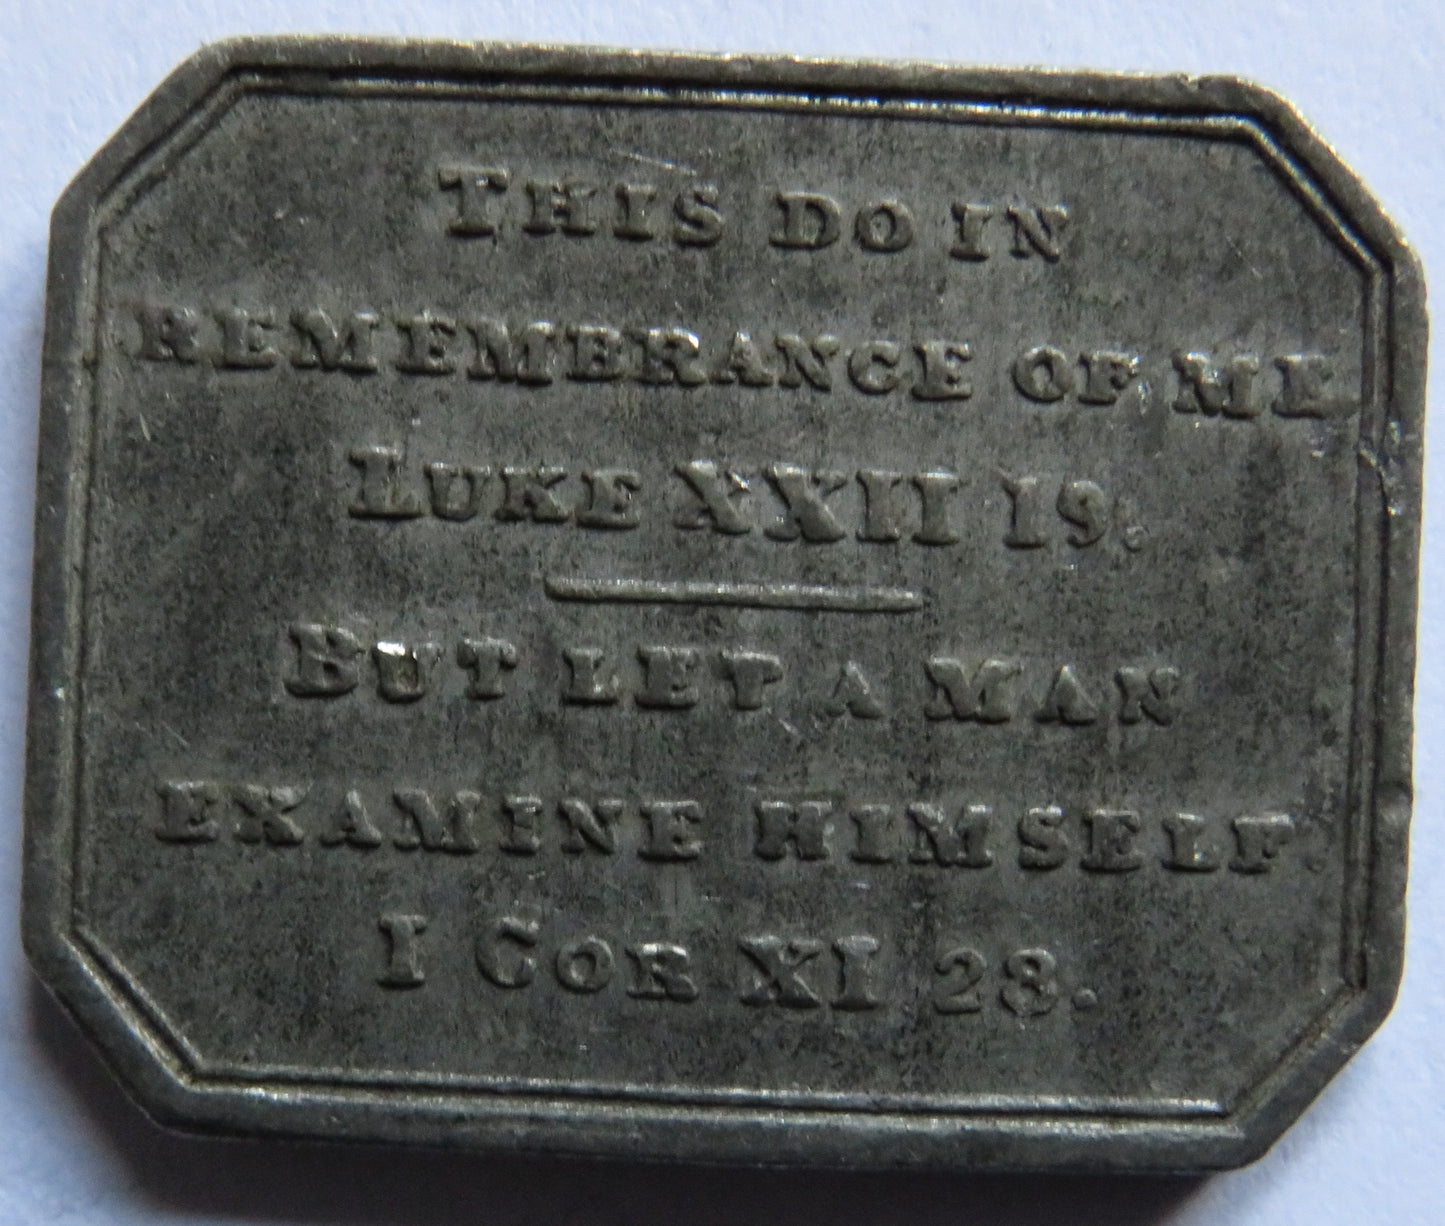 THIS DO IN
REMEMBRANCE OF ME
LUKE XXII 19.
BUT LET A MAN
EXAMINE HIMSELF
I COR XI 28.